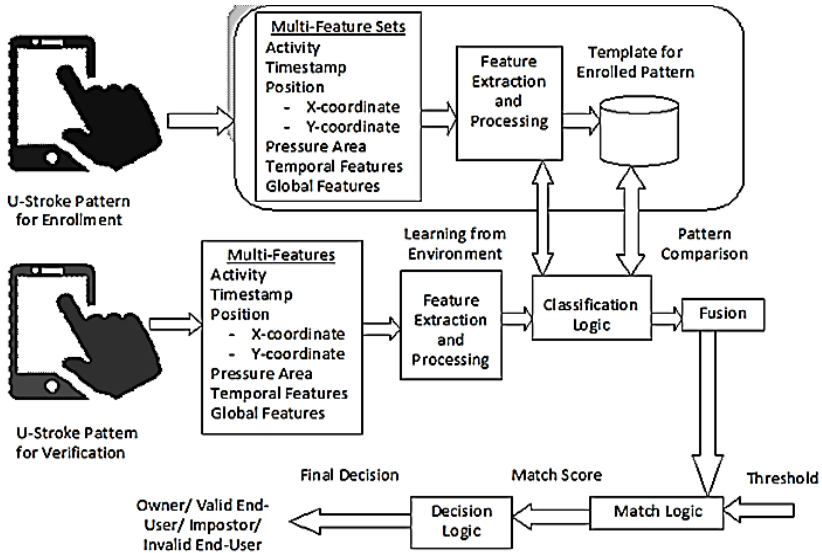 Multi-Feature Sets
Activity
Timestamp
Position
- X-coordinate
- Y-coordinate
Pressure Area
Temporal Features
Global Features
Feature
Extraction
and
Processing
Template for
Enrolled Pattern
U-Stroke Pattern
for Enrollment
Learning from
Environment
Pattern
Comparison
Multi-Features
Activity
Timestamp
Position
- X-coordinate
- Y-coordinate
Pressure Area
Temporal Features
Global Features
Feature
Extraction
and
Processing
Classification
Logic
Fusion
U-Stroke Pattern
for Verification
Final Decision
Match Score
Threshold
Owner/ Valid End-
User/ Impostor/
Invalid End-User
Decision
Logic
Match Logic